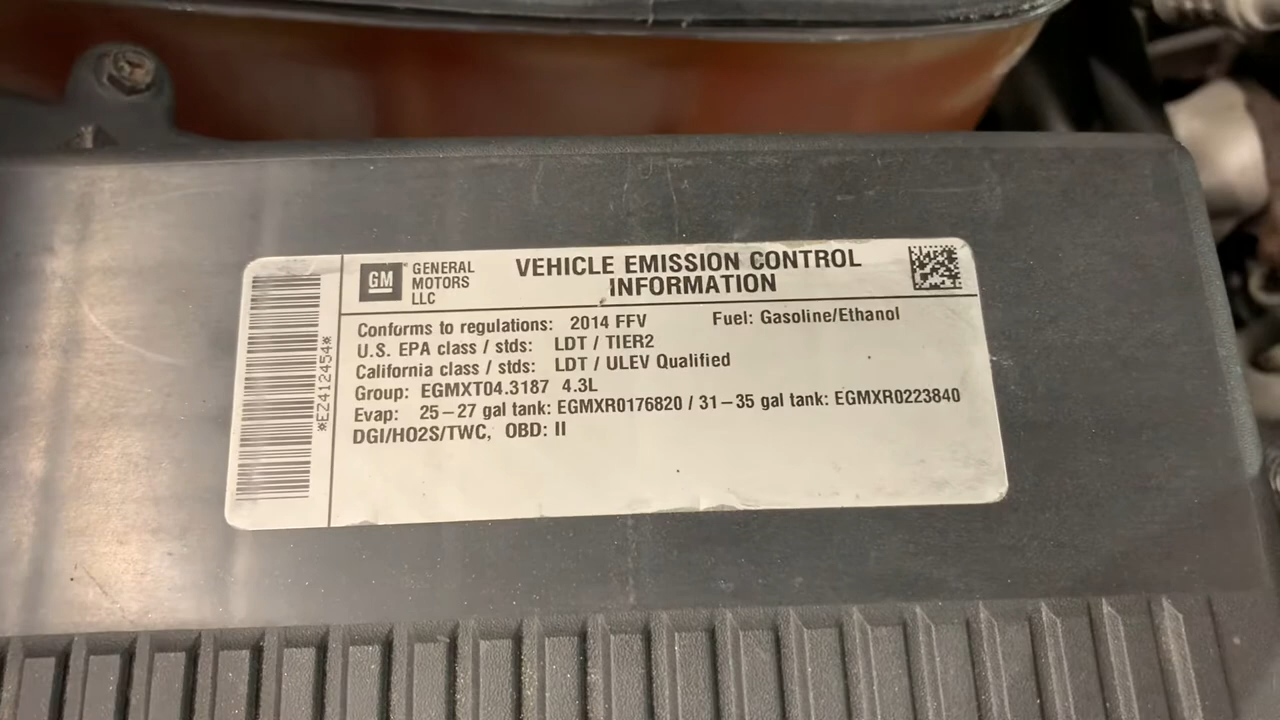 GM GENERAL MOTORS LLC
VEHICLE EMISSION CONTROL
INFORMATION
Conforms to regulations: 2014 FFV Fuel: Gasoline/Ethanol
U.S. EPA class / stds: LDT / TIER2
California class / stds: LDT / ULEV Qualified
Group: EGMXT04.3187 4.3L
Evap: 25-27 gal tank: EGMXR0176820 / 31-35 gal tank: EGMXR0223840
DGI/HO2S/TWC, OBD: II
*EZ412454*